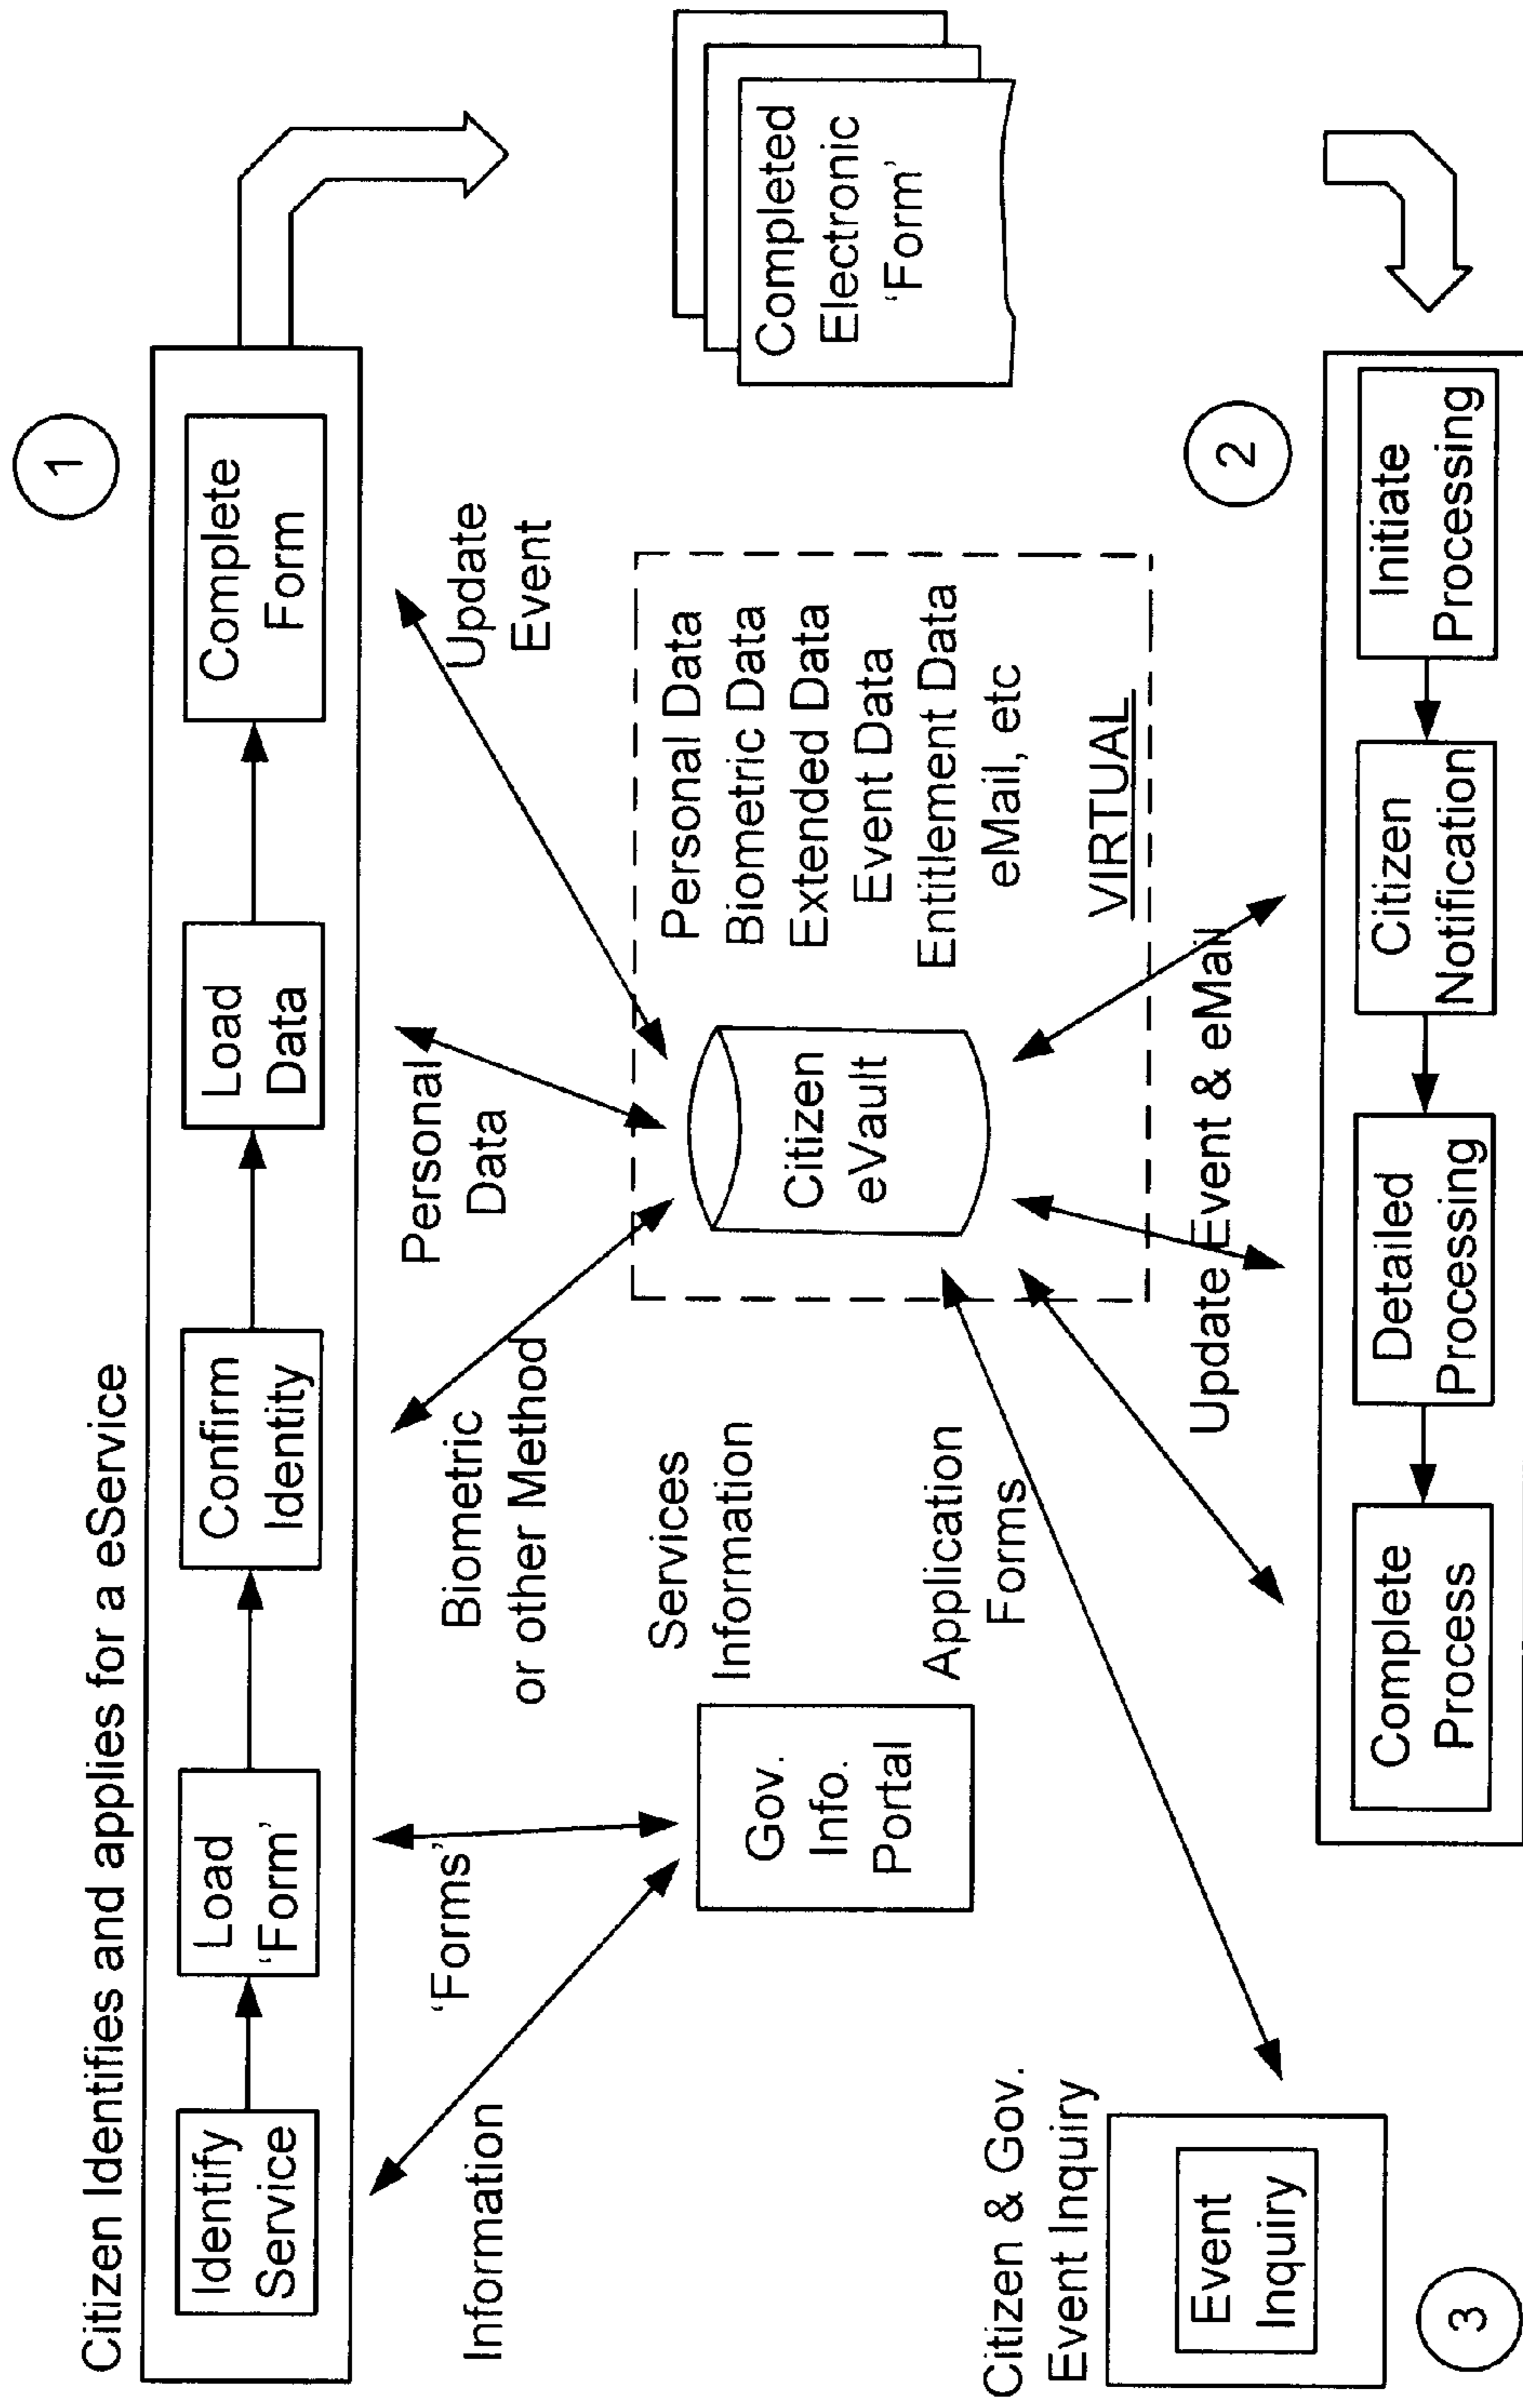 Citizen Identifies and applies for a eService
1
Identify
Service
Load
'Form'
Confirm
Identity
Load
Data
Complete
Form
Information
'Forms'
Biometric
or other Method
Personal
Data
Update
Event
Gov.
Info.
Portal
Services
Information
Application
Forms
Citizen
eVault
Personal Data
Biometric Data
Extended Data
Event Data
Entitlement Data
eMail, etc
VIRTUAL
Completed
Electronic
'Form'
Citizen & Gov.
Event Inquiry
Event
Inquiry
3
Update Event & eMail
2
Complete
Process
Detailed
Processing
Citizen
Notification
Initiate
Processing